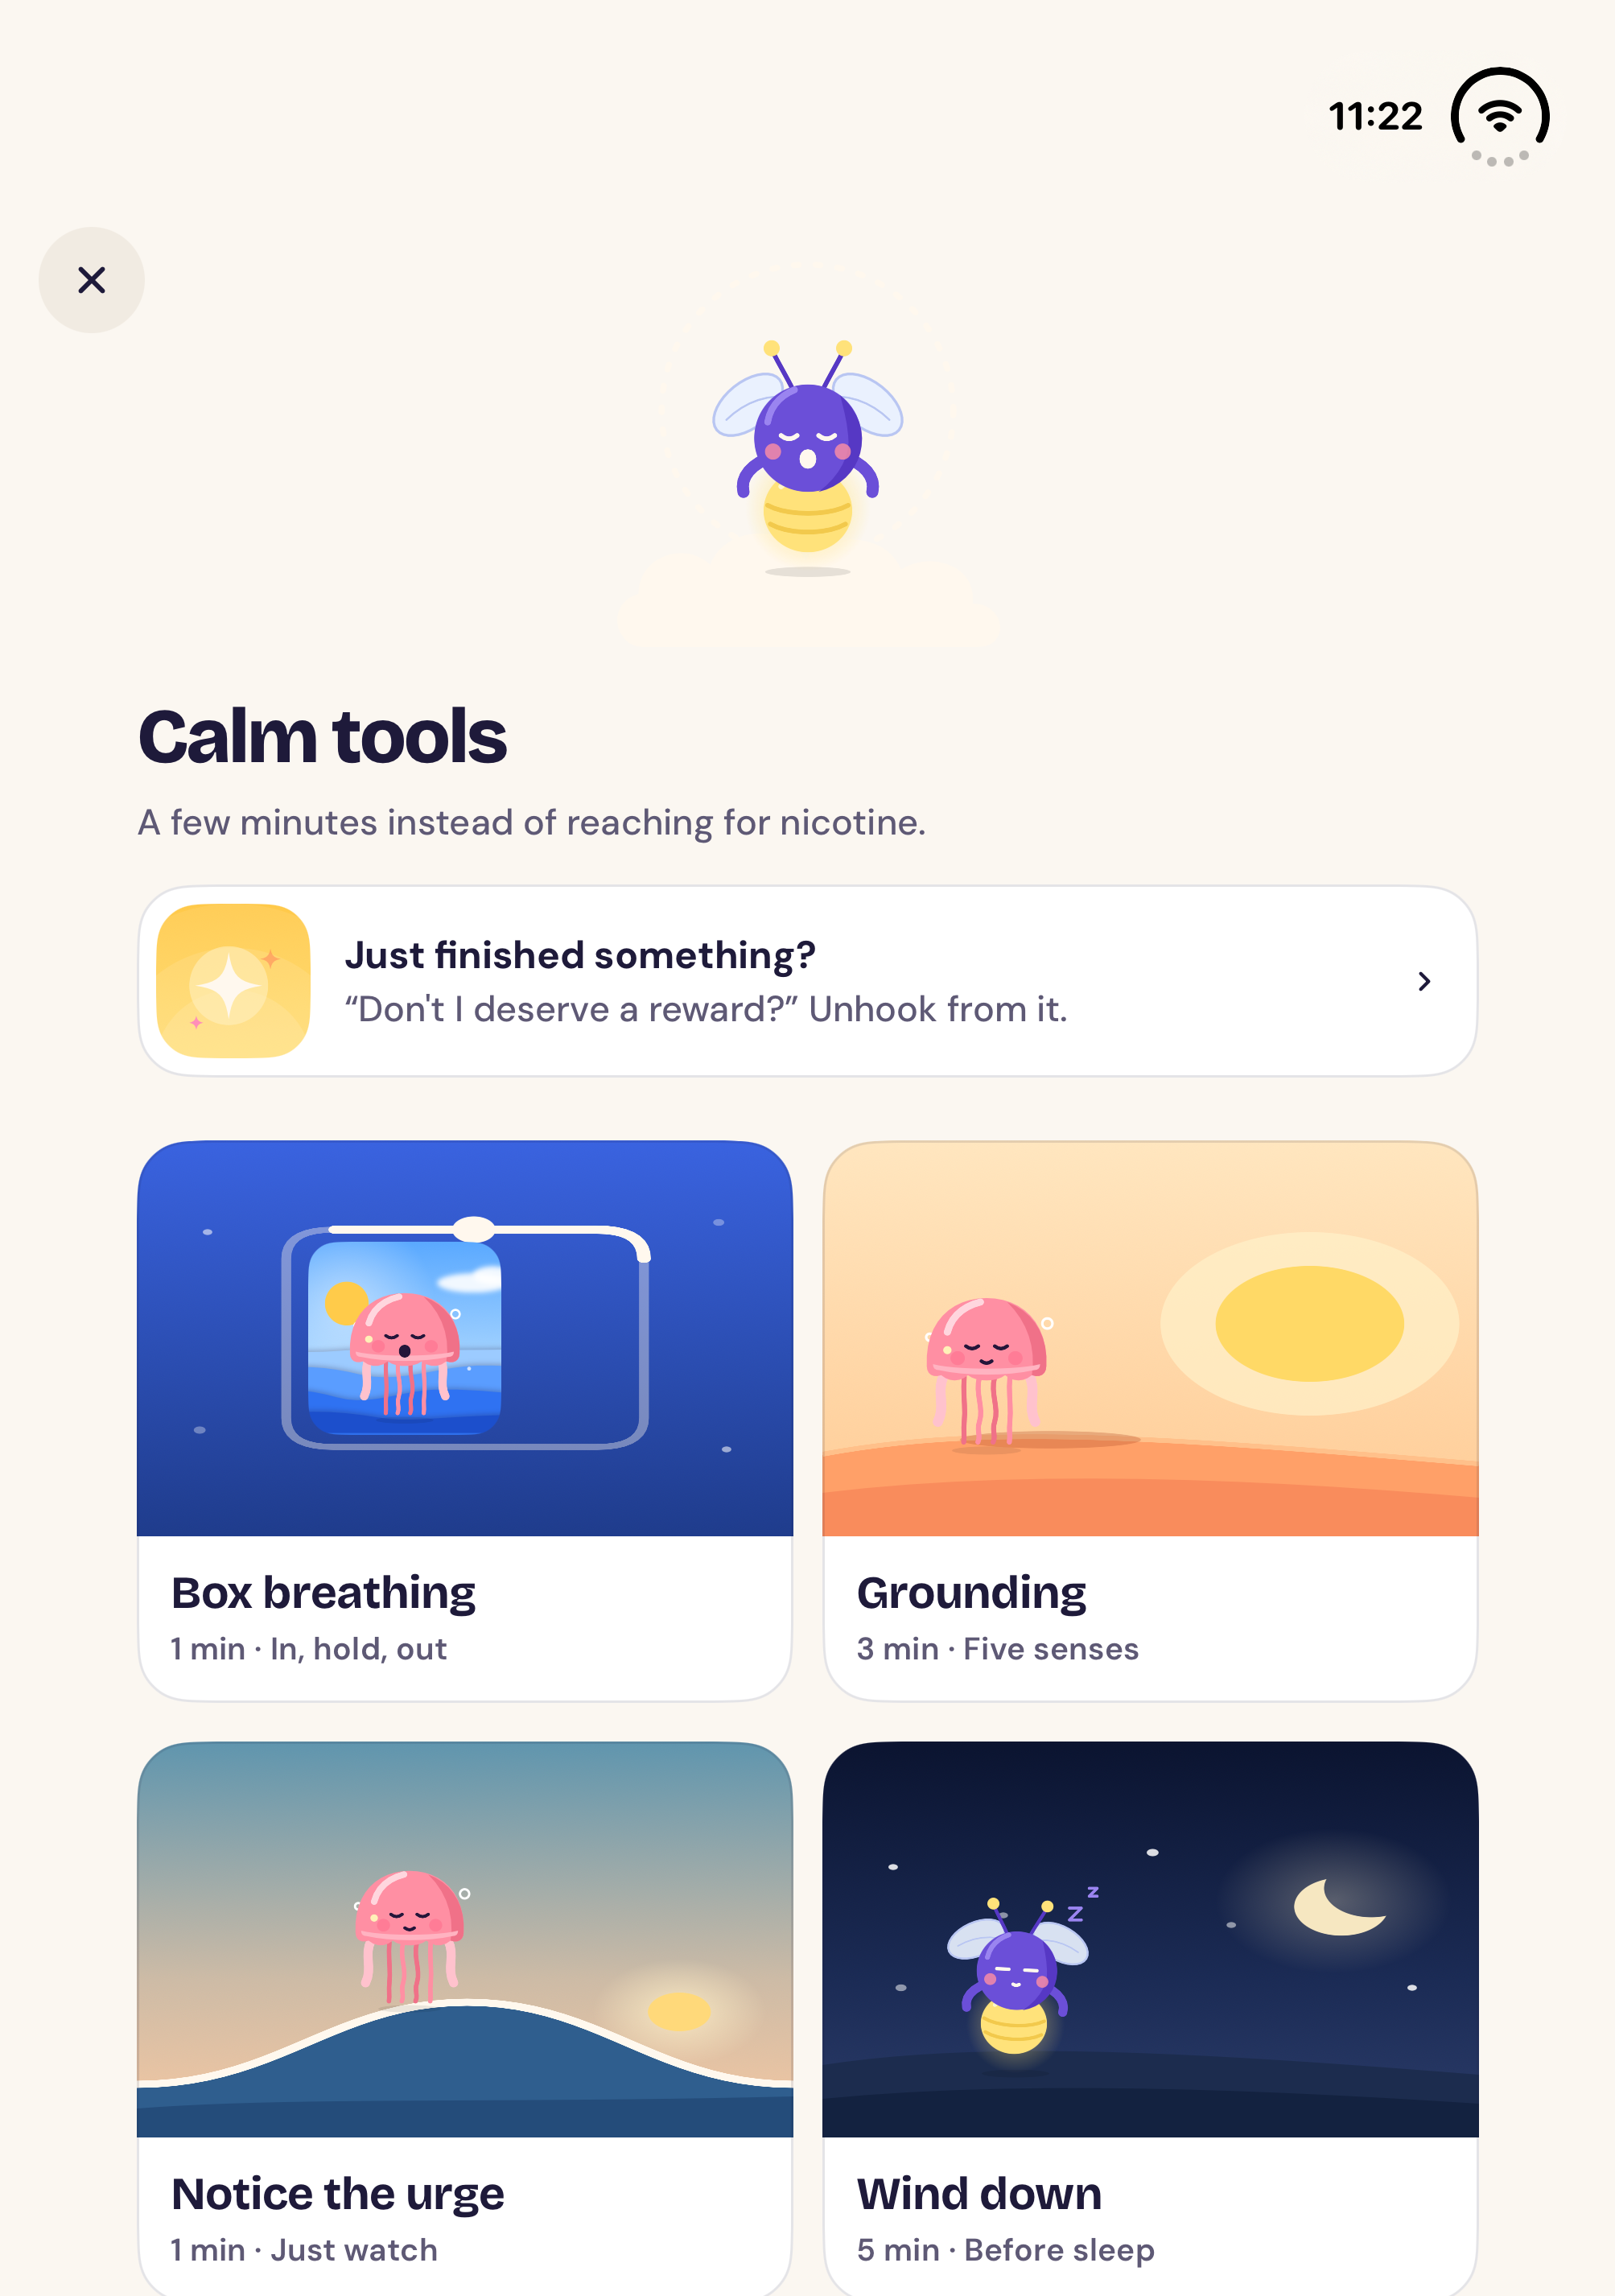 11:22
Calm tools
A few minutes instead of reaching for nicotine.
Just finished something?
“Don't I deserve a reward?” Unhook from it.
Box breathing
1 min · In, hold, out
Grounding
3 min · Five senses
z
z
Notice the urge
1 min · Just watch
Wind down
5 min · Before sleep